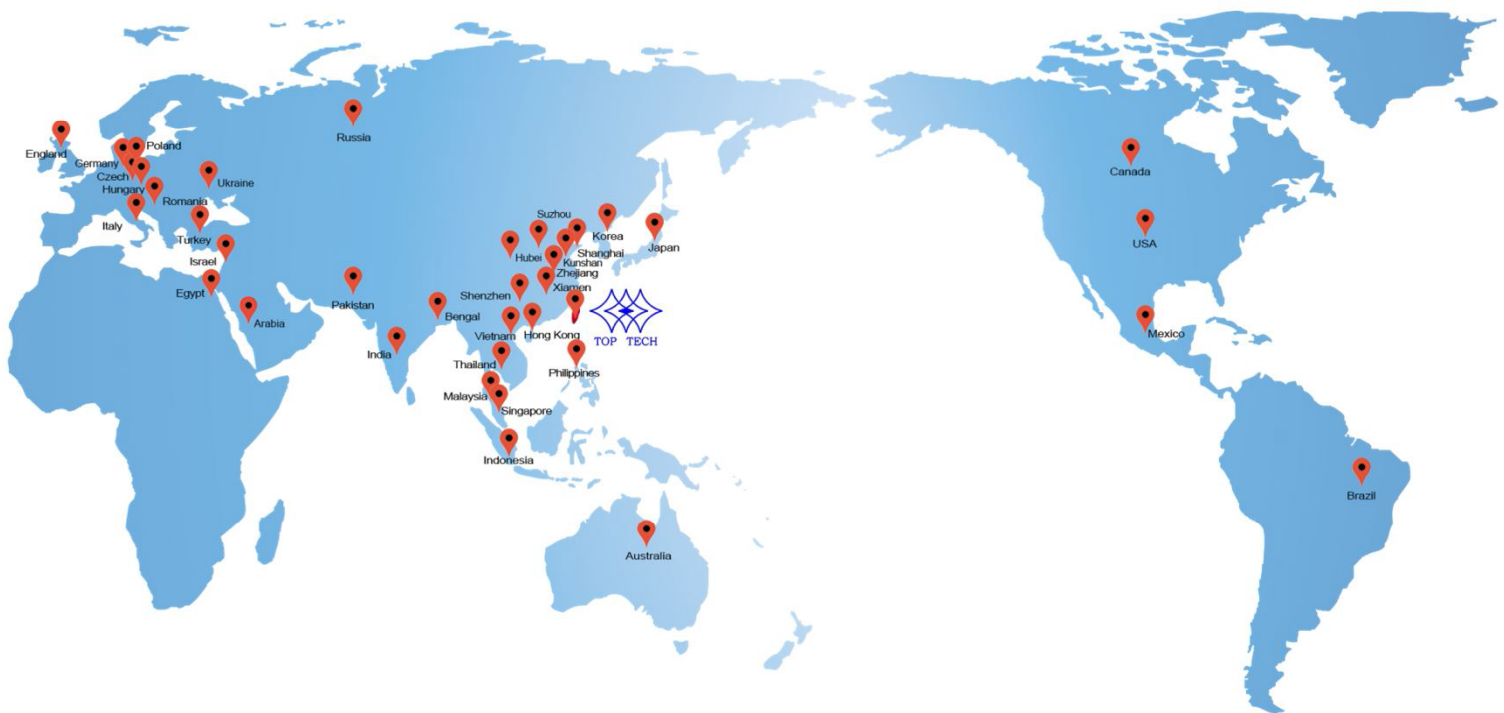 Russia
England
Poland
Germany
Czech
Hungary
Ukraine
Romania
Italy
Turkey
Israel
Egypt
Arabia
Pakistan
India
Bengal
Suzhou
Korea
Japan
Hubei
Shanghai
Kunshan
Zhejiang
Xiamen
Shenzhen
Vietnam
Hong Kong
TOP TECH
Thailand
Philippines
Malaysia
Singapore
Indonesia
Australia
Canada
USA
Mexico
Brazil